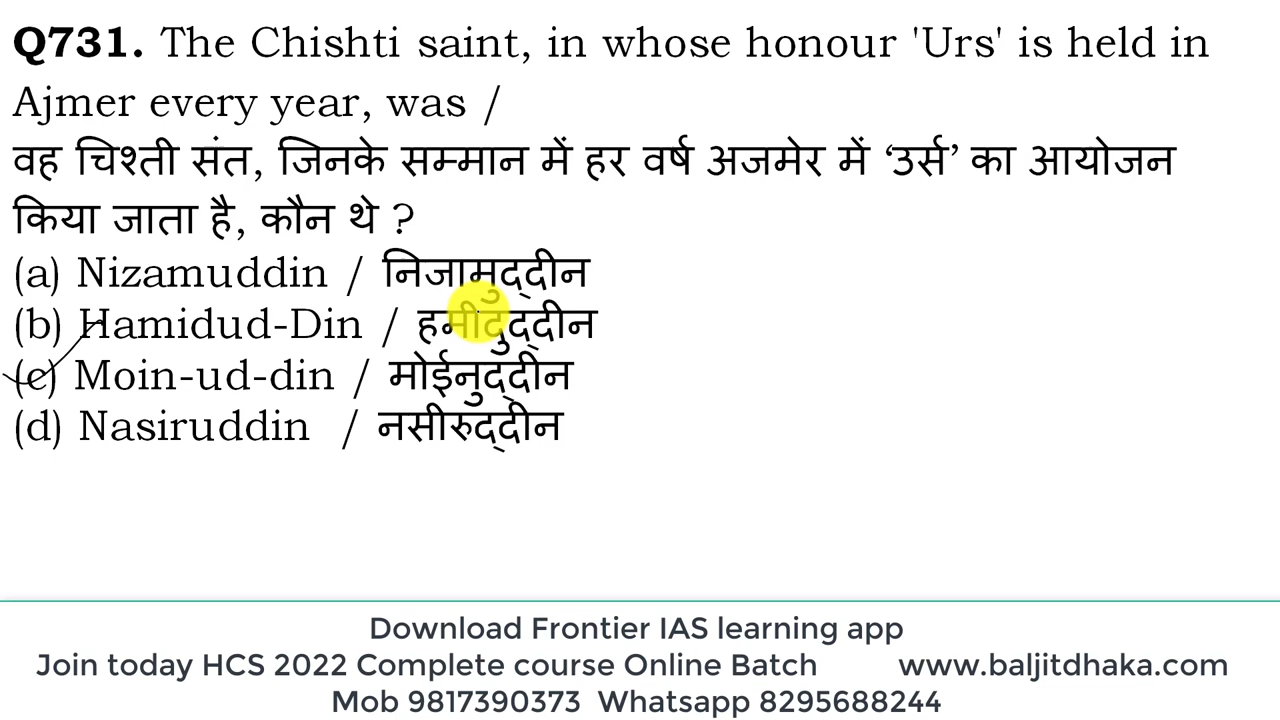 Q731. The Chishti saint, in whose honour 'Urs' is held in
Ajmer every year, was /
वह चिश्ती संत, जिनके सम्मान में हर वर्ष अजमेर में ‘उर्स’ का आयोजन
किया जाता है, कौन थे ?
(a) Nizamuddin / निजामुद्दीन
(b) Hamidud-Din / हमीदुद्दीन
(c) Moin-ud-din / मोईनुद्दीन
(d) Nasiruddin / नसीरुद्दीन
Download Frontier IAS learning app
Join today HCS 2022 Complete course Online Batch www.baljitdhaka.com
Mob 9817390373 Whatsapp 8295688244